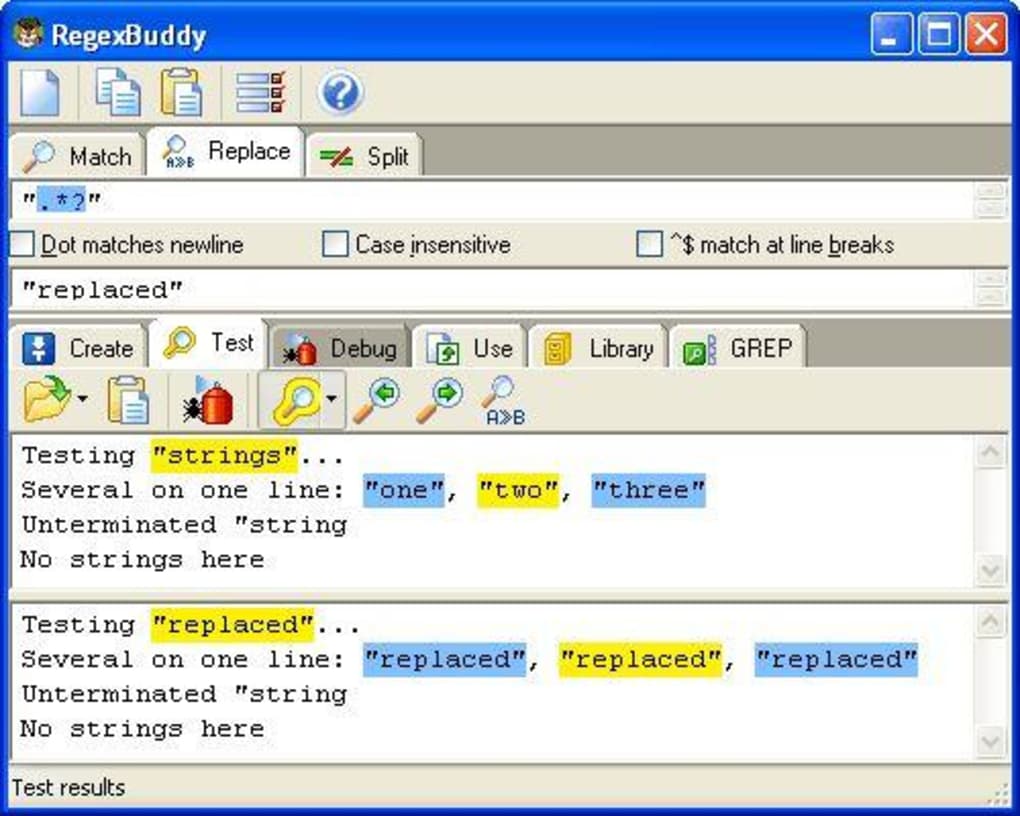 RegexBuddy
Match Replace Split
".*?"
Dot matches newline Case insensitive ^$ match at line breaks
"replaced"
Create Test Debug Use Library GREP
A≫B
Testing "strings"...
Several on one line: "one", "two", "three"
Unterminated "string
No strings here
Testing "replaced"...
Several on one line: "replaced", "replaced", "replaced"
Unterminated "string
No strings here
Test results